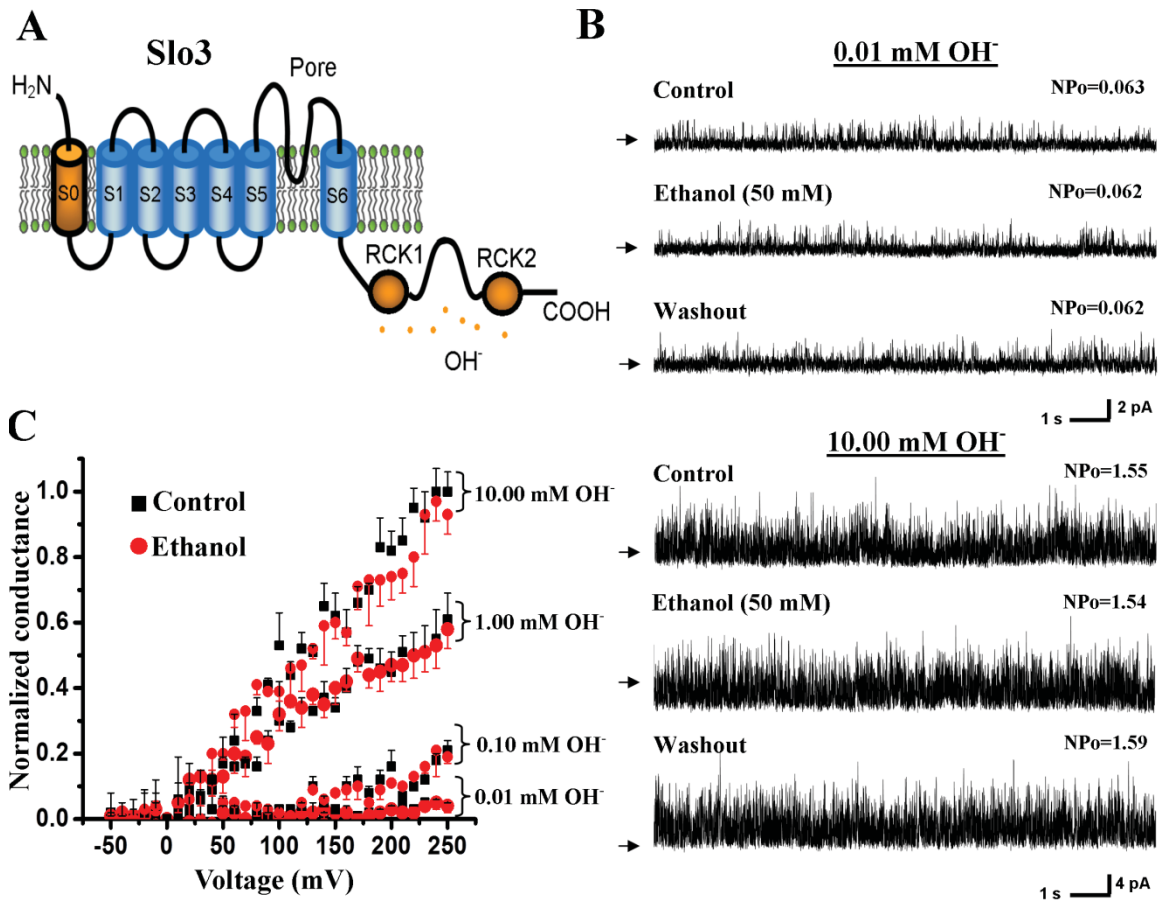 A
Slo3
Pore
H₂N
S0 S1 S2 S3 S4 S5 S6
RCK1 RCK2
COOH
OH⁻
B
0.01 mM OH⁻
Control NPo=0.063
Ethanol (50 mM) NPo=0.062
Washout NPo=0.062
1 s 2 pA
10.00 mM OH⁻
Control NPo=1.55
Ethanol (50 mM) NPo=1.54
Washout NPo=1.59
1 s 4 pA
C
Normalized conductance
1.0
0.8
0.6
0.4
0.2
0.0
Control
Ethanol
10.00 mM OH⁻
1.00 mM OH⁻
0.10 mM OH⁻
0.01 mM OH⁻
-50 0 50 100 150 200 250
Voltage (mV)